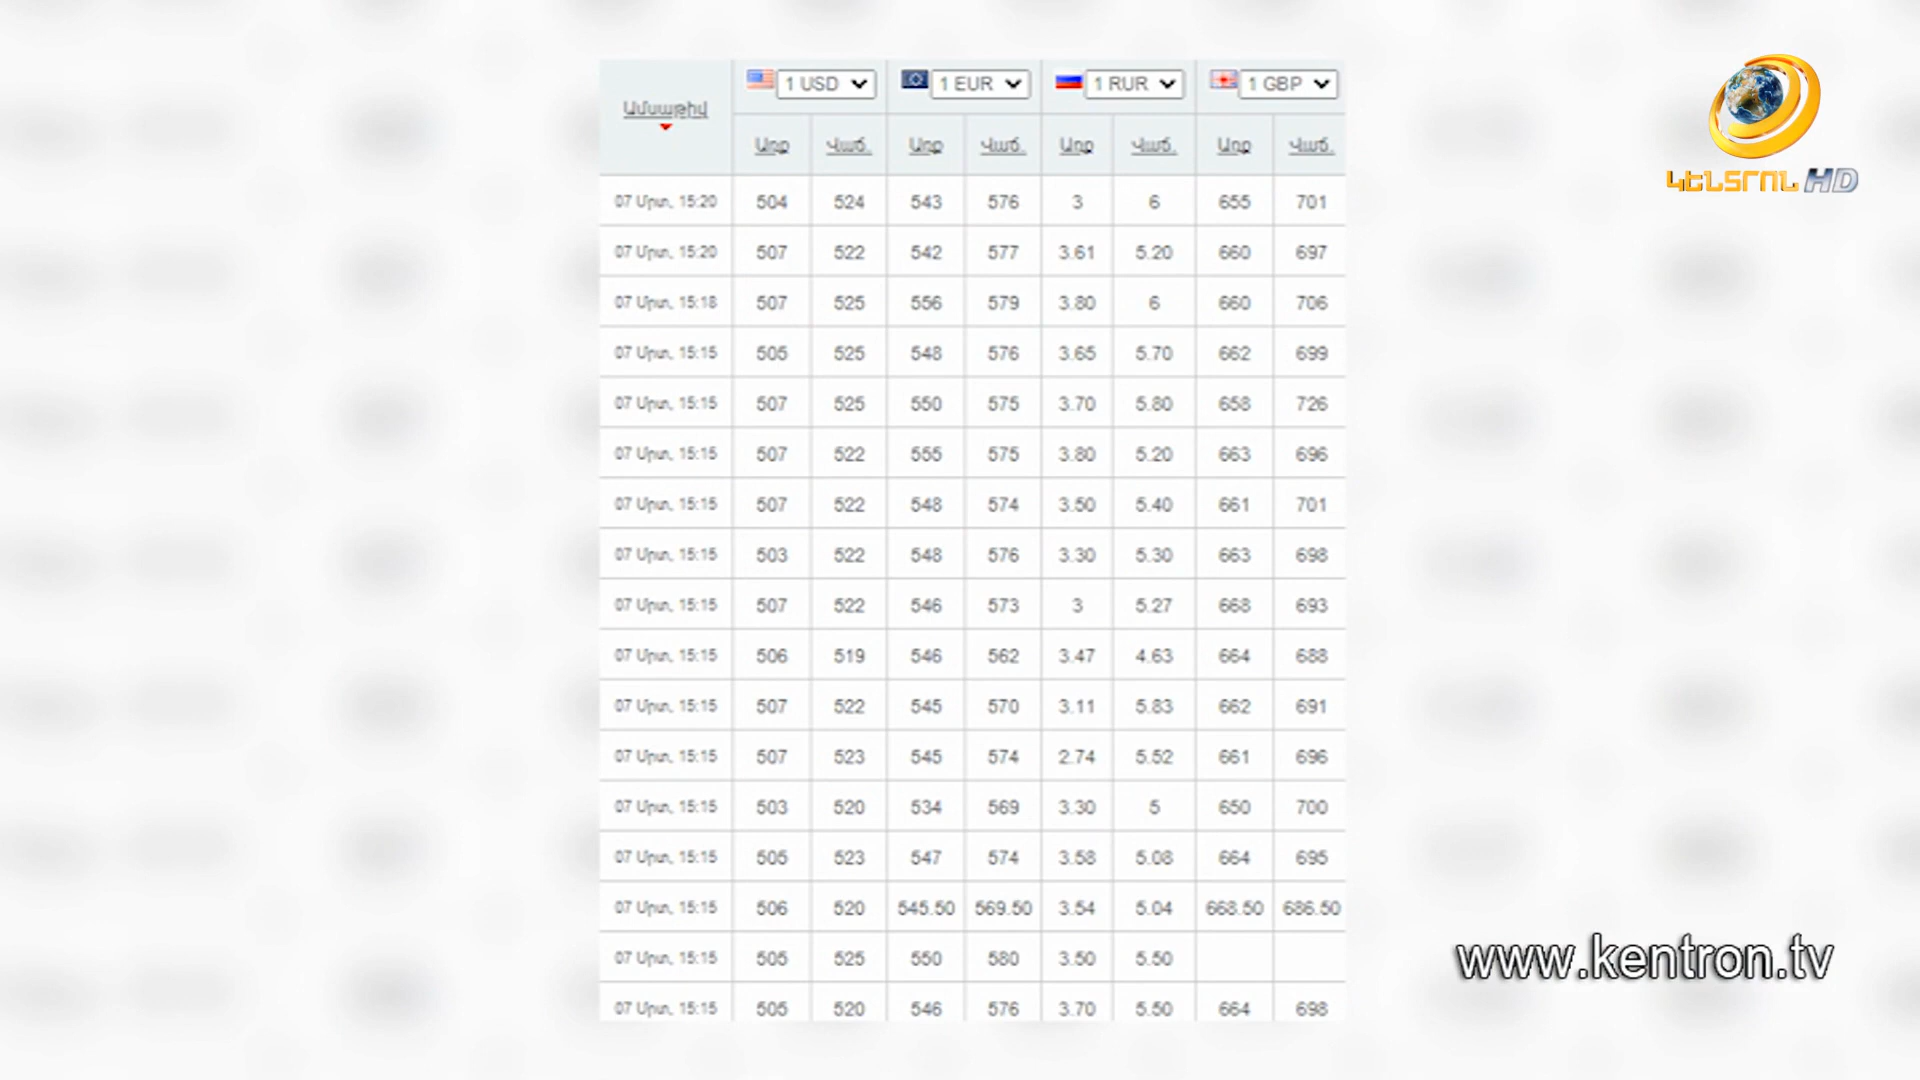 1 USD 1 EUR 1 RUR 1 GBP
Ամսաթիվ
Առք Վաճ. Առք Վաճ. Առք Վաճ. Առք Վաճ.
07 Մրտ, 15:20 504 524 543 576 3 6 655 701
07 Մրտ, 15:20 507 522 542 577 3.61 5.20 660 697
07 Մրտ, 15:18 507 525 556 579 3.80 6 660 706
07 Մրտ, 15:15 505 525 548 576 3.65 5.70 662 699
07 Մրտ, 15:15 507 525 550 575 3.70 5.80 658 726
07 Մրտ, 15:15 507 522 555 575 3.80 5.20 663 696
07 Մրտ, 15:15 507 522 548 574 3.50 5.40 661 701
07 Մրտ, 15:15 503 522 548 576 3.30 5.30 663 698
07 Մրտ, 15:15 507 522 546 573 3 5.27 668 693
07 Մրտ, 15:15 506 519 546 562 3.47 4.63 664 688
07 Մրտ, 15:15 507 522 545 570 3.11 5.83 662 691
07 Մրտ, 15:15 507 523 545 574 2.74 5.52 661 696
07 Մրտ, 15:15 503 520 534 569 3.30 5 650 700
07 Մրտ, 15:15 505 523 547 574 3.58 5.08 664 695
07 Մրտ, 15:15 506 520 545.50 569.50 3.54 5.04 668.50 686.50
07 Մրտ, 15:15 505 525 550 580 3.50 5.50
07 Մրտ, 15:15 505 520 546 576 3.70 5.50 664 698
ԿԵՆՏՐՈՆ HD
www.kentron.tv